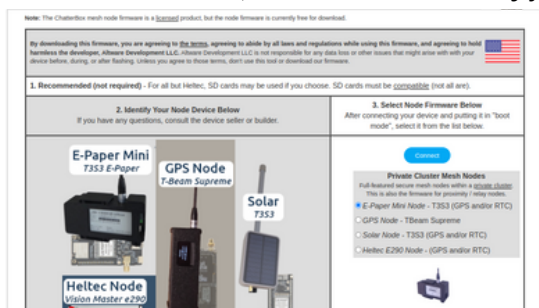 Note: The ChatterBox mesh node firmware is a licensed product, but the node firmware is currently free for download.
By downloading this firmware, you are agreeing to the terms, agreeing to abide by all laws and regulations while using this firmware, and agreeing to hold
harmless the developer, Altware Development LLC. Altware Development LLC is not responsible for any data loss or other issues that might arise with with your
device before, during, or after flashing. Unless you agree to those terms, don't use this tool or download our firmware.
1. Recommended (not required) - For all but Heltec, SD cards may be used if you choose. SD cards must be compatible (not all are).
2. Identify Your Node Device Below
If you have any questions, consult the device seller or builder.
E-Paper Mini
T3S3 E-Paper
GPS Node
T-Beam Supreme
Solar
T3S3
Heltec Node
Vision Master e290
3. Select Node Firmware Below
After connecting your device and putting it in "boot
mode", select it from the list below.
Connect
Private Cluster Mesh Nodes
Full-featured secure mesh nodes within a private cluster.
This is also the firmware for proximity / relay nodes.
E-Paper Mini Node - T3S3 (GPS and/or RTC)
GPS Node - TBeam Supreme
Solar Node - T3S3 (GPS and/or RTC)
Heltec E290 Node - (GPS and/or RTC)